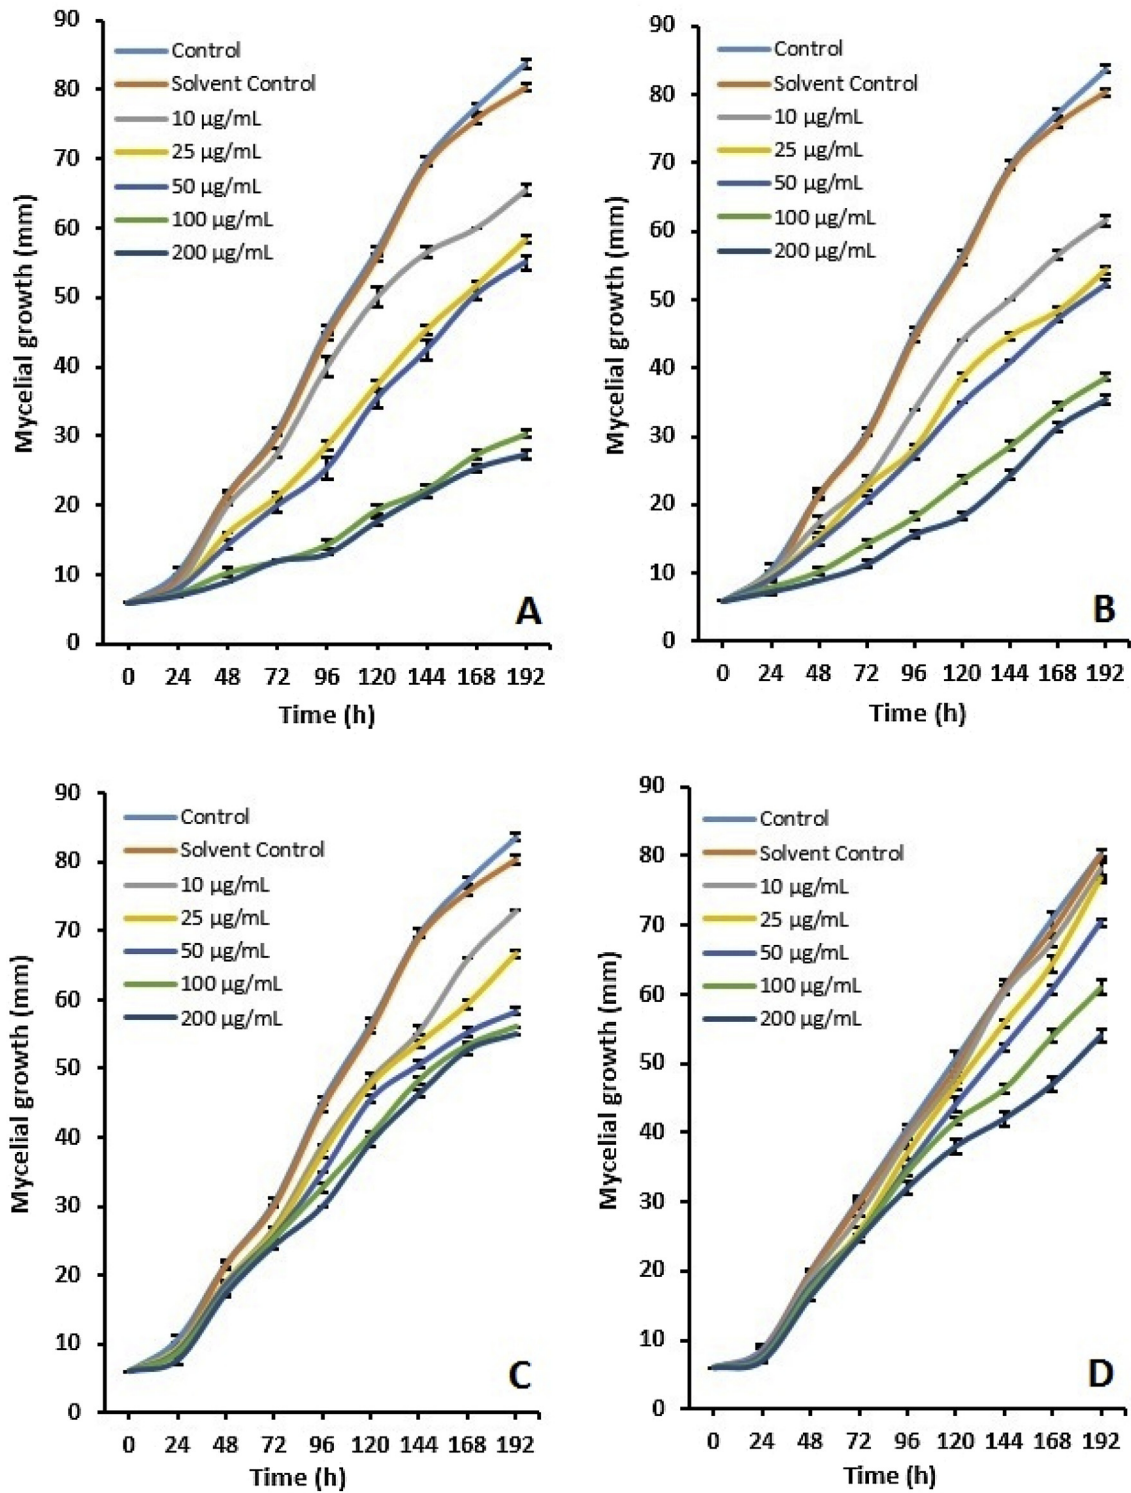 90
80
70
60
50
40
30
20
10
0
Mycelial growth (mm)
Control
Solvent Control
10 µg/mL
25 µg/mL
50 µg/mL
100 µg/mL
200 µg/mL
A
0 24 48 72 96 120 144 168 192
Time (h)
90
80
70
60
50
40
30
20
10
0
Mycelial growth (mm)
Control
Solvent Control
10 µg/mL
25 µg/mL
50 µg/mL
100 µg/mL
200 µg/mL
B
0 24 48 72 96 120 144 168 192
Time (h)
90
80
70
60
50
40
30
20
10
0
Mycelial growth (mm)
Control
Solvent Control
10 µg/mL
25 µg/mL
50 µg/mL
100 µg/mL
200 µg/mL
C
0 24 48 72 96 120 144 168 192
Time (h)
90
80
70
60
50
40
30
20
10
0
Mycelial growth (mm)
Control
Solvent Control
10 µg/mL
25 µg/mL
50 µg/mL
100 µg/mL
200 µg/mL
D
0 24 48 72 96 120 144 168 192
Time (h)